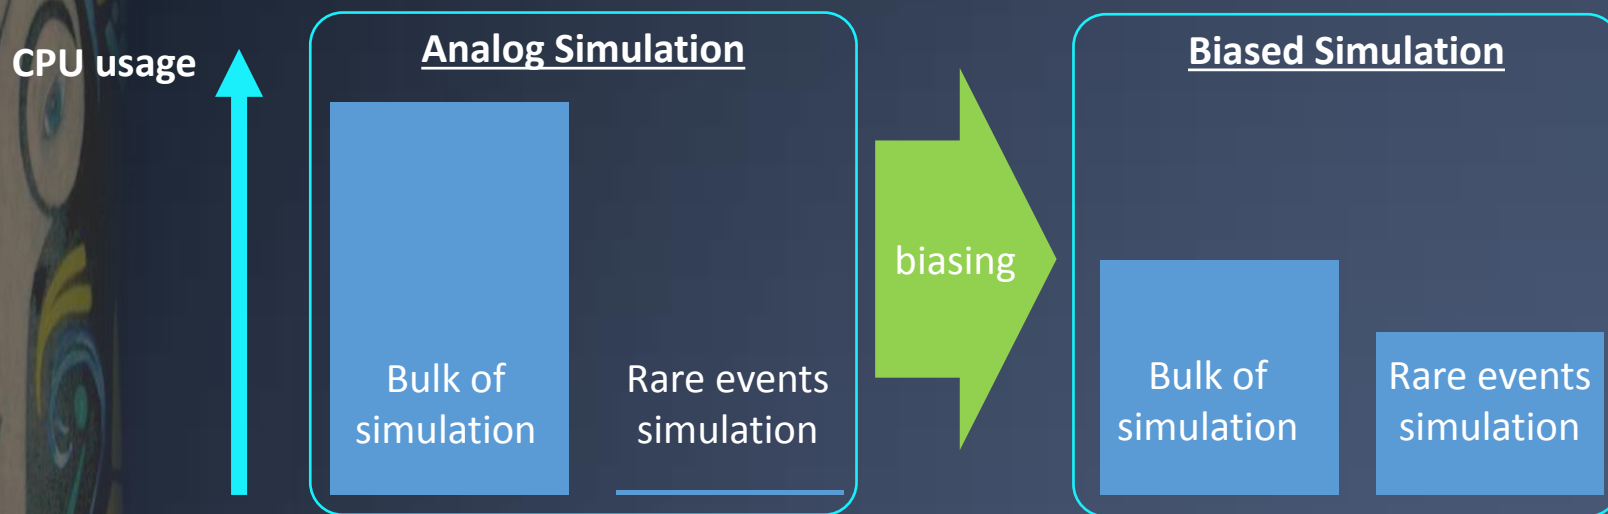 CPU usage
Analog Simulation
Bulk of
simulation
Rare events
simulation
biasing
Biased Simulation
Bulk of
simulation
Rare events
simulation